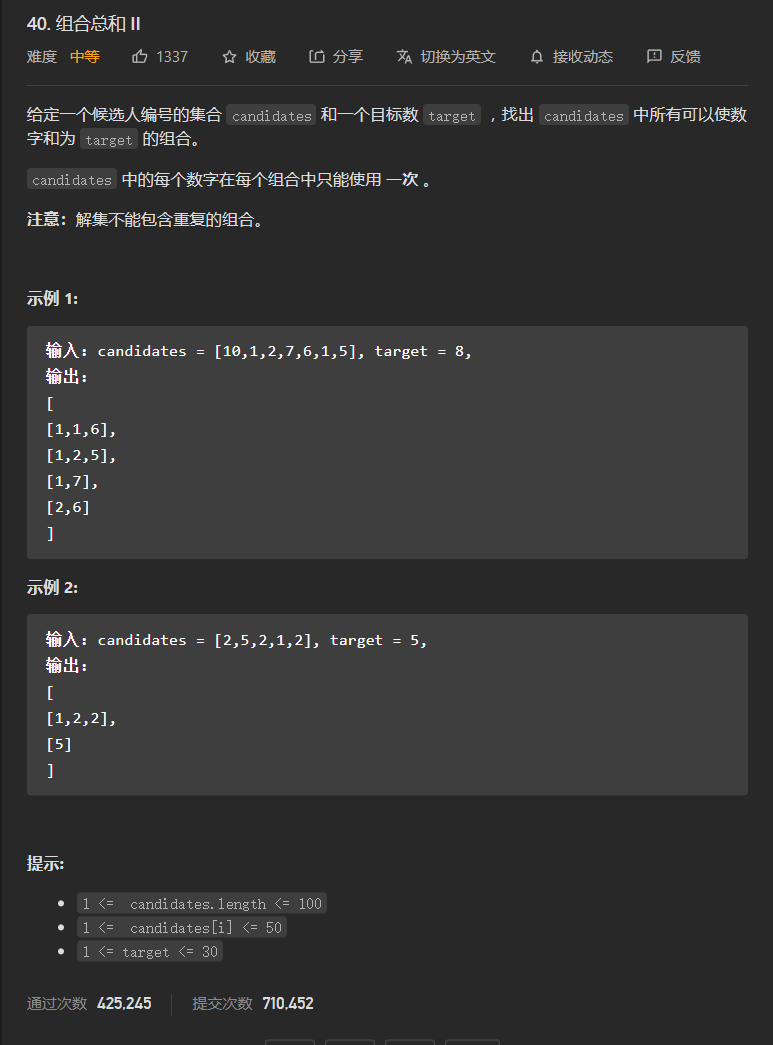 40. 组合总和 II
难度 中等 1337 收藏 分享 切换为英文 接收动态 反馈
给定一个候选人编号的集合 candidates 和一个目标数 target ，找出 candidates 中所有可以使数
字和为 target 的组合。
candidates 中的每个数字在每个组合中只能使用 一次 。
注意：解集不能包含重复的组合。
示例 1:
输入: candidates = [10,1,2,7,6,1,5], target = 8,
输出:
[
[1,1,6],
[1,2,5],
[1,7],
[2,6]
]
示例 2:
输入: candidates = [2,5,2,1,2], target = 5,
输出:
[
[1,2,2],
[5]
]
提示:
• 1 <= candidates.length <= 100
• 1 <= candidates[i] <= 50
• 1 <= target <= 30
通过次数 425,245 提交次数 710,452